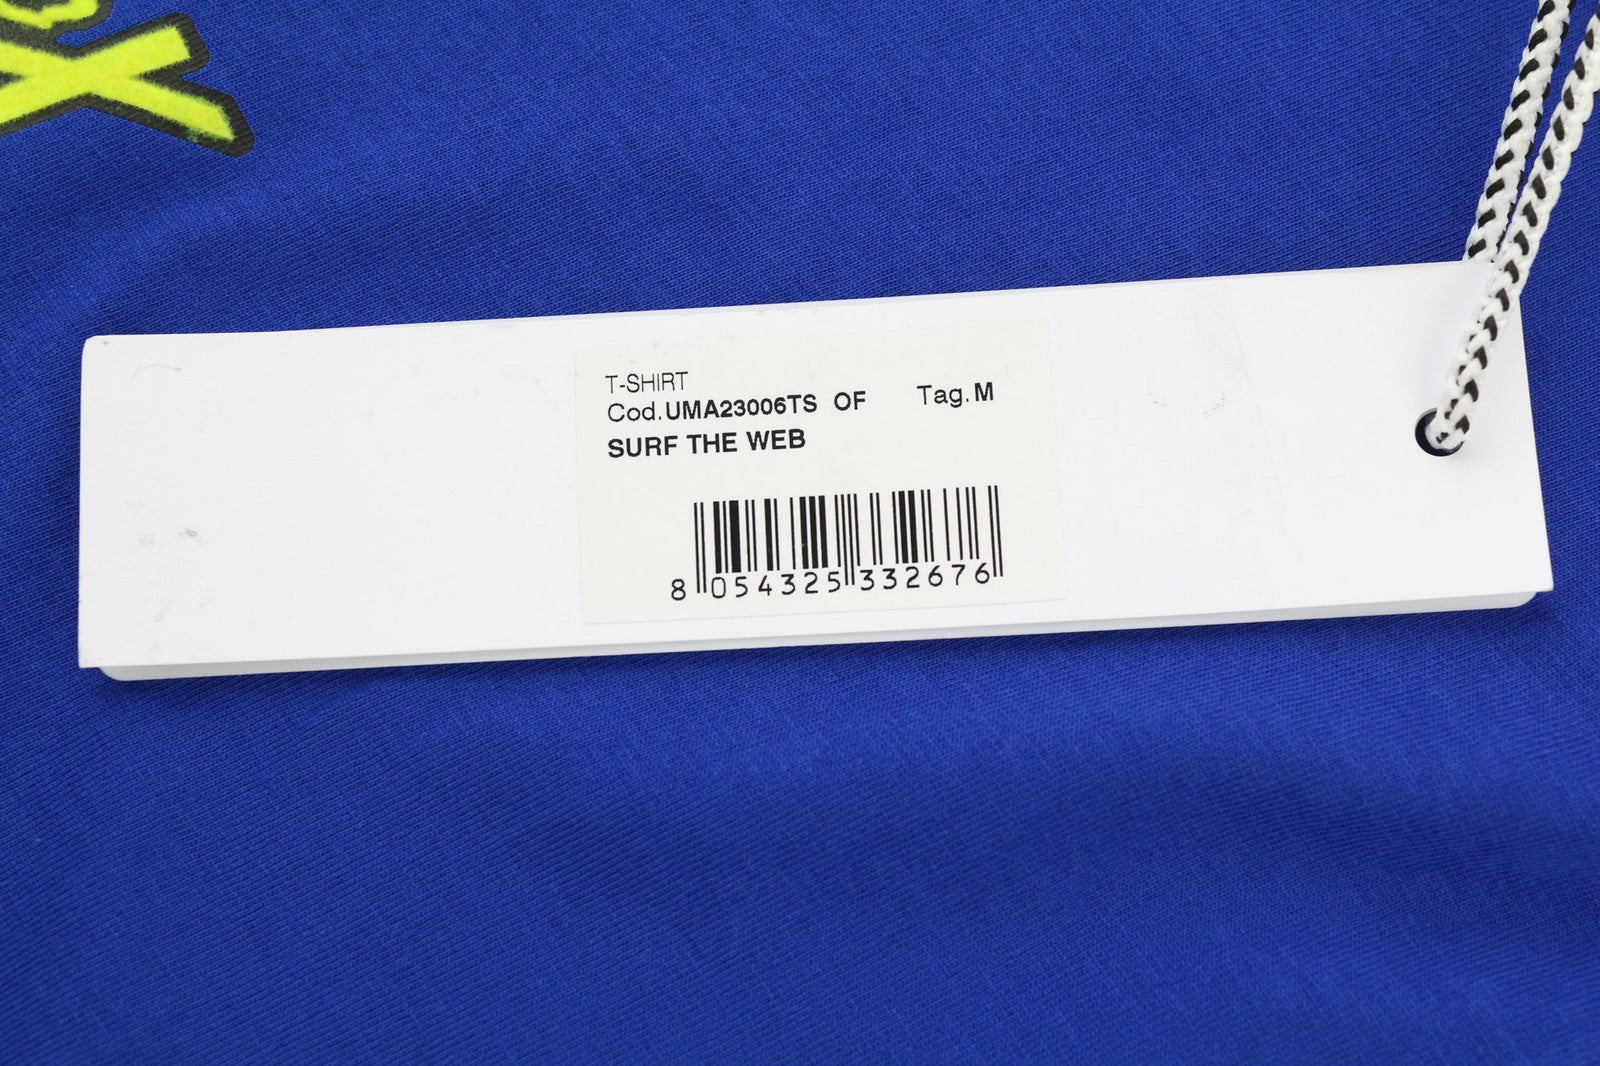 T-SHIRT
Cod.UMA23006TS OF Tag.M
SURF THE WEB
8 054325 332676